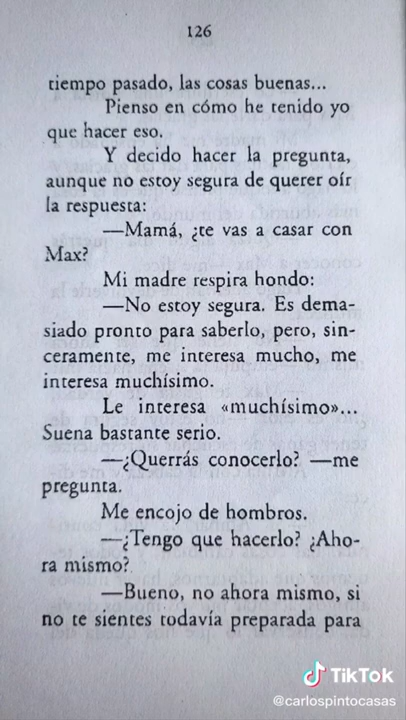 126
tiempo pasado, las cosas buenas...
Pienso en cómo he tenido yo
que hacer eso.
Y decido hacer la pregunta,
aunque no estoy segura de querer oír
la respuesta:
—Mamá, ¿te vas a casar con
Max?
Mi madre respira hondo:
—No estoy segura. Es dema-
siado pronto para saberlo, pero, sin-
ceramente, me interesa mucho, me
interesa muchísimo.
Le interesa «muchísimo»...
Suena bastante serio.
—¿Querrás conocerlo? —me
pregunta.
Me encojo de hombros.
—¿Tengo que hacerlo? ¿Aho-
ra mismo?
—Bueno, no ahora mismo, si
no te sientes todavía preparada para
TikTok
@carlospintocasas